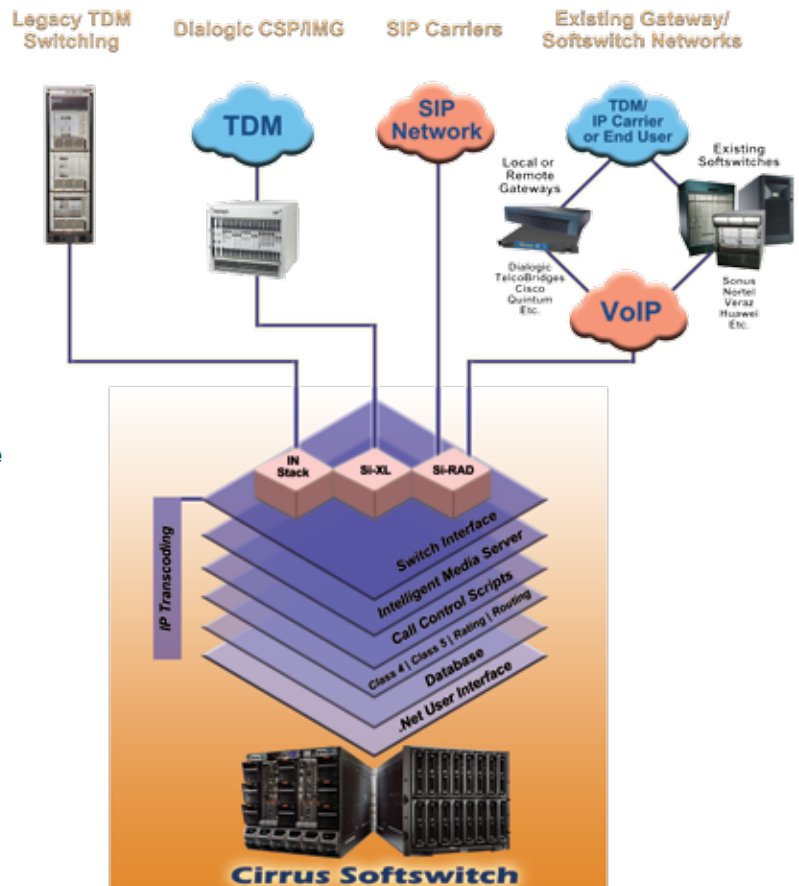 Legacy TDM
Switching
Dialogic CSP/IMG
SIP Carriers
Existing Gateway/
Softswitch Networks
TDM
SIP
Network
TDM/
IP Carrier
or End User
Local or
Remote
Gateways
Existing
Softswitches
Dialogic
TelcoBridges
Cisco
Quintum
Etc.
Sonus
Nortel
Veraz
Huawei
Etc.
VoIP
e
IN
Stack
Si-XL
Si-RAD
IP Transcoding
Switch Interface
Intelligent Media Server
Call Control Scripts
Class 4 | Class 5 | Rating | Routing
Database
.Net User Interface
Cirrus Softswitch